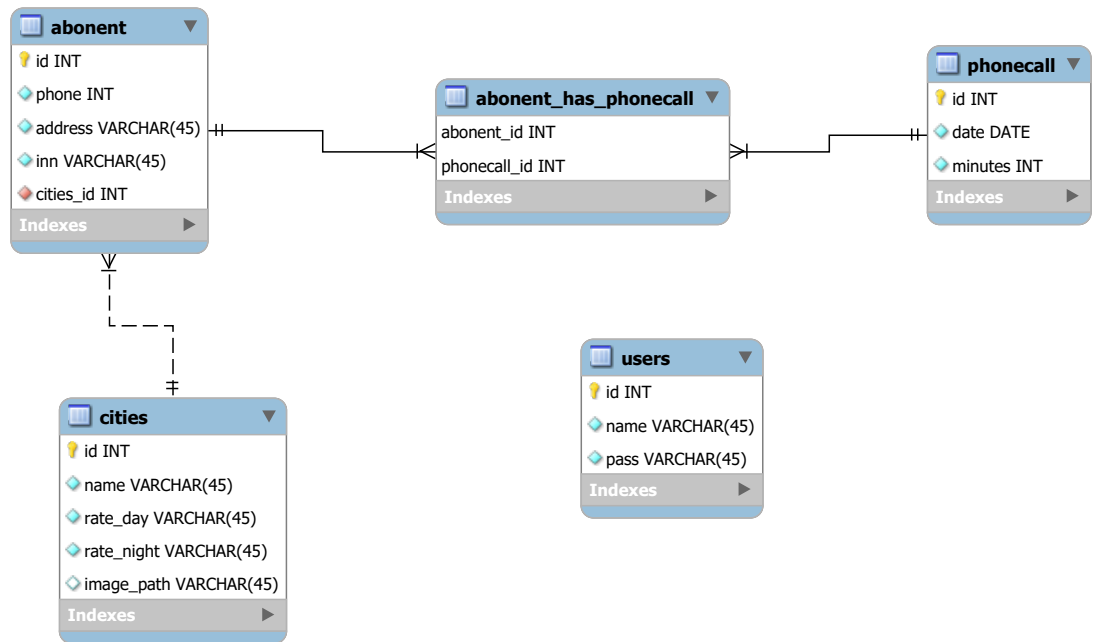 abonent
id INT
phone INT
address VARCHAR(45)
inn VARCHAR(45)
cities_id INT
Indexes
abonent_has_phonecall
abonent_id INT
phonecall_id INT
Indexes
phonecall
id INT
date DATE
minutes INT
Indexes
cities
id INT
name VARCHAR(45)
rate_day VARCHAR(45)
rate_night VARCHAR(45)
image_path VARCHAR(45)
Indexes
users
id INT
name VARCHAR(45)
pass VARCHAR(45)
Indexes